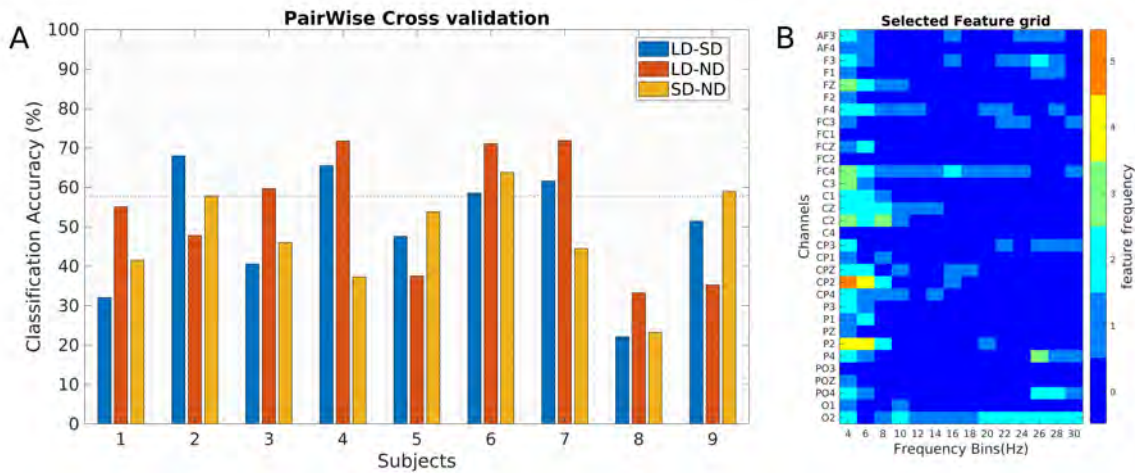 PairWise Cross validation
A
Classification Accuracy (%)
100
90
80
70
60
50
40
30
20
10
0
LD-SD
LD-ND
SD-ND
1 2 3 4 5 6 7 8 9
Subjects
B
Selected Feature grid
Channels
AF3
AF4
F3
F1
FZ
F2
F4
FC3
FC1
FCZ
FC2
FC4
C3
C1
CZ
C2
C4
CP3
CP1
CPZ
CP2
CP4
P3
P1
PZ
P2
P4
PO3
POZ
PO4
O1
O2
4 6 8 10 12 14 16 18 20 22 24 26 28 30
Frequency Bins(Hz)
5
4
3
2
1
0
feature frequency